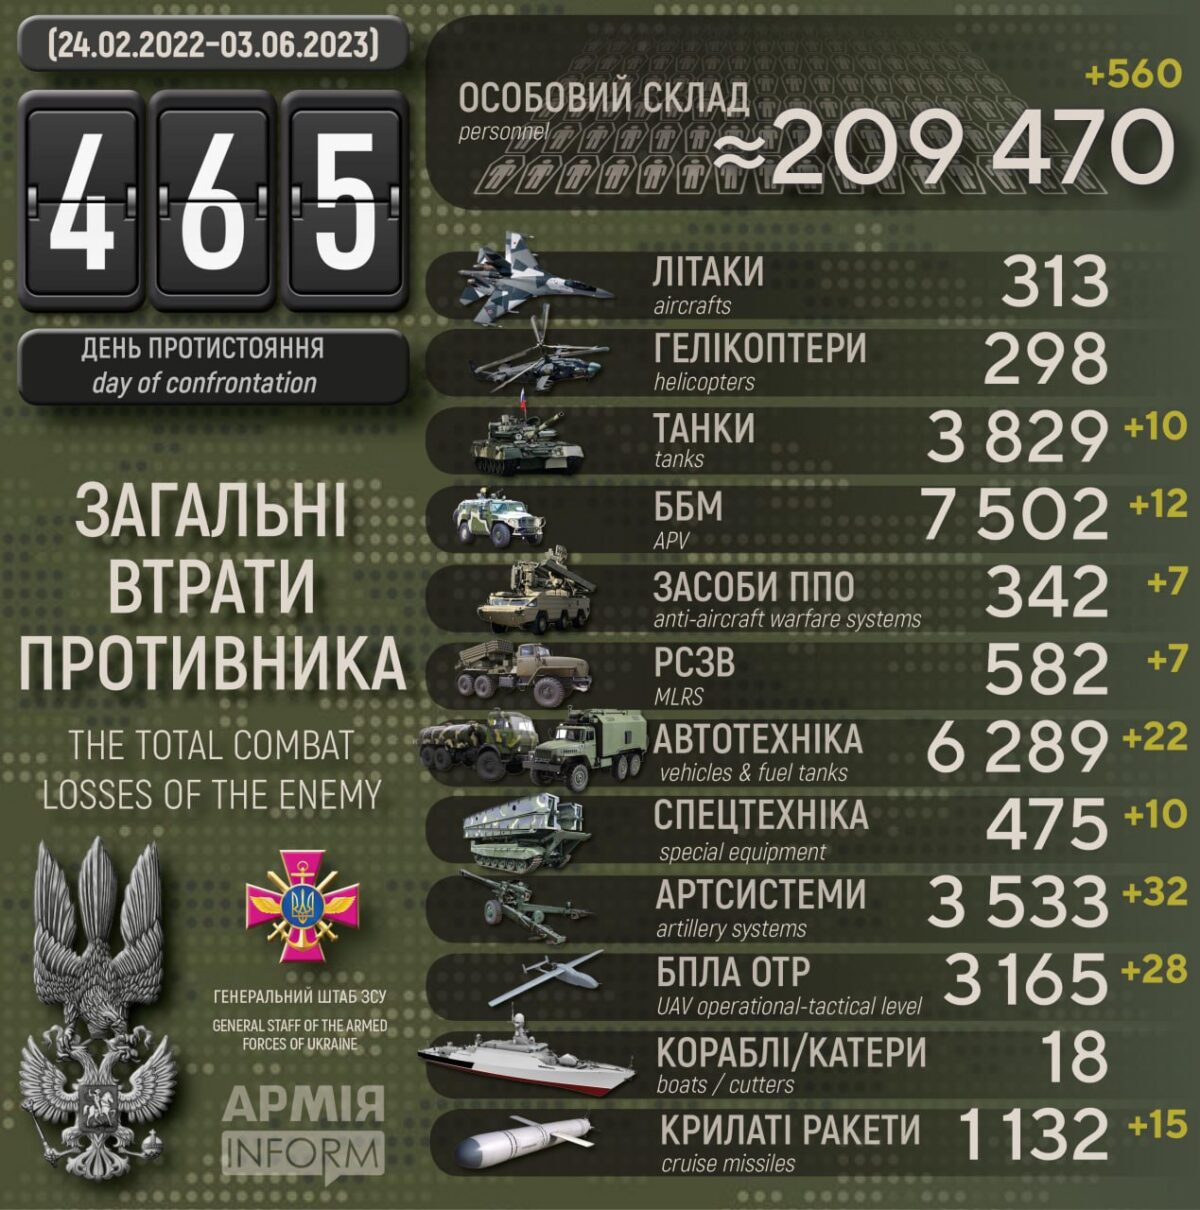 (24.02.2022–03.06.2023)
465
ДЕНЬ ПРОТИСТОЯННЯ
day of confrontation
ЗАГАЛЬНІ
ВТРАТИ
ПРОТИВНИКА
THE TOTAL COMBAT
LOSSES OF THE ENEMY
ГЕНЕРАЛЬНИЙ ШТАБ ЗСУ
GENERAL STAFF OF THE ARMED
FORCES OF UKRAINE
АРМІЯ
INFORM
ОСОБОВИЙ СКЛАД
personnel
≈209 470 +560
ЛІТАКИ 313
aircrafts
ГЕЛІКОПТЕРИ 298
helicopters
ТАНКИ 3 829 +10
tanks
ББМ 7 502 +12
APV
ЗАСОБИ ППО 342 +7
anti-aircraft warfare systems
РСЗВ 582 +7
MLRS
АВТОТЕХНІКА 6 289 +22
vehicles & fuel tanks
СПЕЦТЕХНІКА 475 +10
special equipment
АРТСИСТЕМИ 3 533 +32
artillery systems
БПЛА ОТР 3 165 +28
UAV operational-tactical level
КОРАБЛІ/КАТЕРИ 18
boats / cutters
КРИЛАТІ РАКЕТИ 1 132 +15
cruise missiles